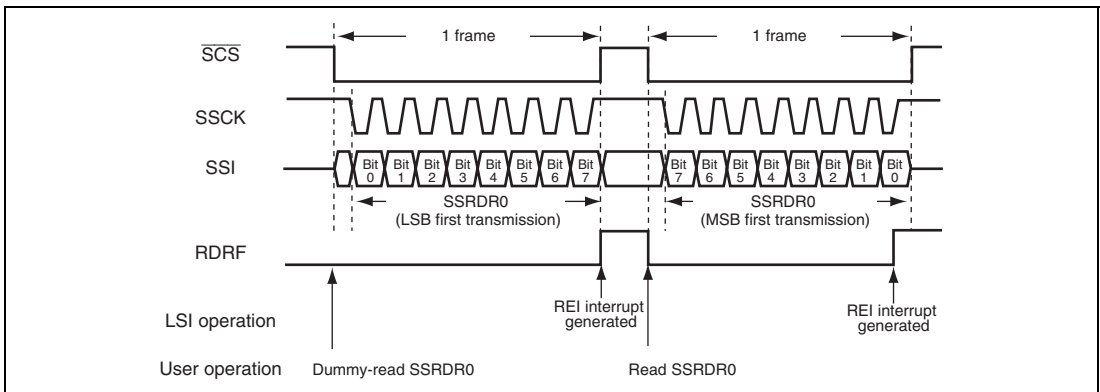 1 frame 1 frame
SCS
SSCK
SSI
Bit 0 Bit 1 Bit 2 Bit 3 Bit 4 Bit 5 Bit 6 Bit 7 Bit 7 Bit 6 Bit 5 Bit 4 Bit 3 Bit 2 Bit 1 Bit 0
SSRDR0 SSRDR0
(LSB first transmission) (MSB first transmission)
RDRF
LSI operation
REI interrupt generated REI interrupt generated
User operation Dummy-read SSRDR0 Read SSRDR0